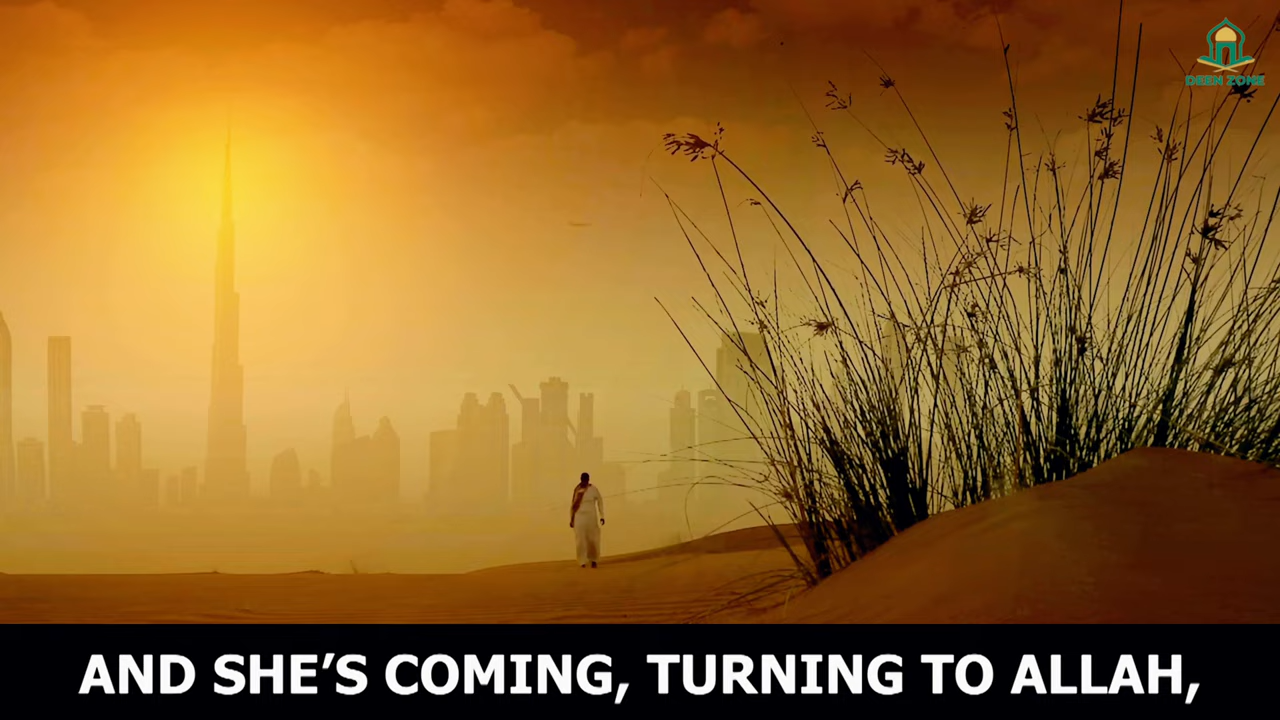 DEEN ZONE
AND SHE’S COMING, TURNING TO ALLAH,